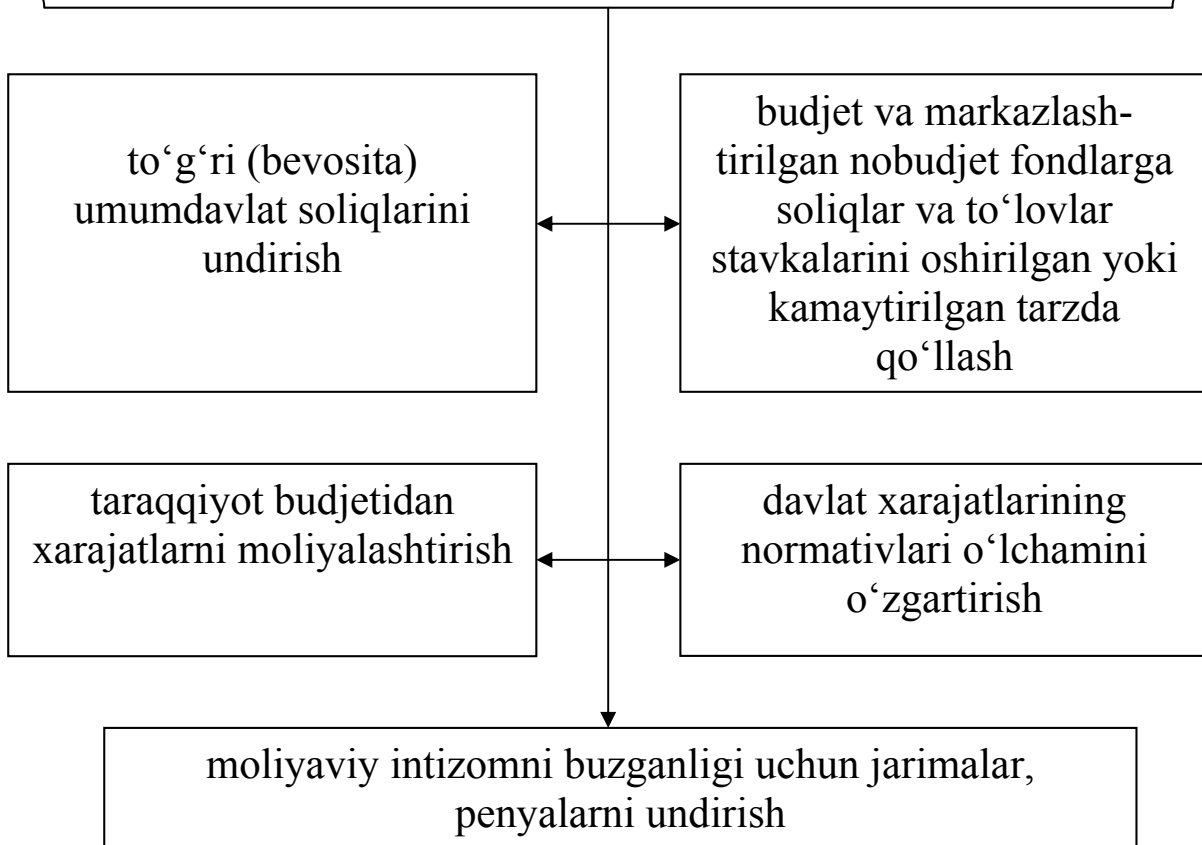 to‘g‘ri (bevosita)
umumdavlat soliqlarini
undirish
budjet va markazlash-
tirilgan nobudjet fondlarga
soliqlar va to‘lovlar
stavkalarini oshirilgan yoki
kamaytirilgan tarzda
qo‘llash
taraqqiyot budjetidan
xarajatlarni moliyalashtirish
davlat xarajatlarining
normativlari o‘lchamini
o‘zgartirish
moliyaviy intizomni buzganligi uchun jarimalar,
penyalarni undirish